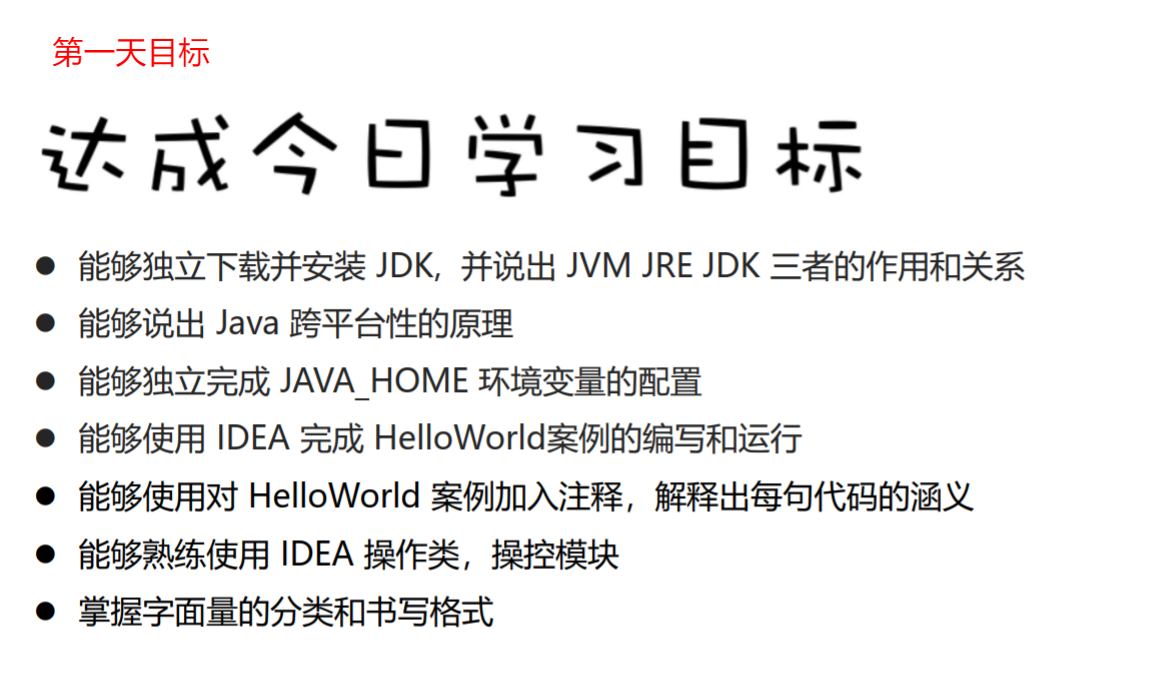 第一天目标
达成今日学习目标
● 能够独立下载并安装 JDK，并说出 JVM JRE JDK 三者的作用和关系
● 能够说出 Java 跨平台性的原理
● 能够独立完成 JAVA_HOME 环境变量的配置
● 能够使用 IDEA 完成 HelloWorld案例的编写和运行
● 能够使用对 HelloWorld 案例加入注释，解释出每句代码的涵义
● 能够熟练使用 IDEA 操作类，操控模块
● 掌握字面量的分类和书写格式